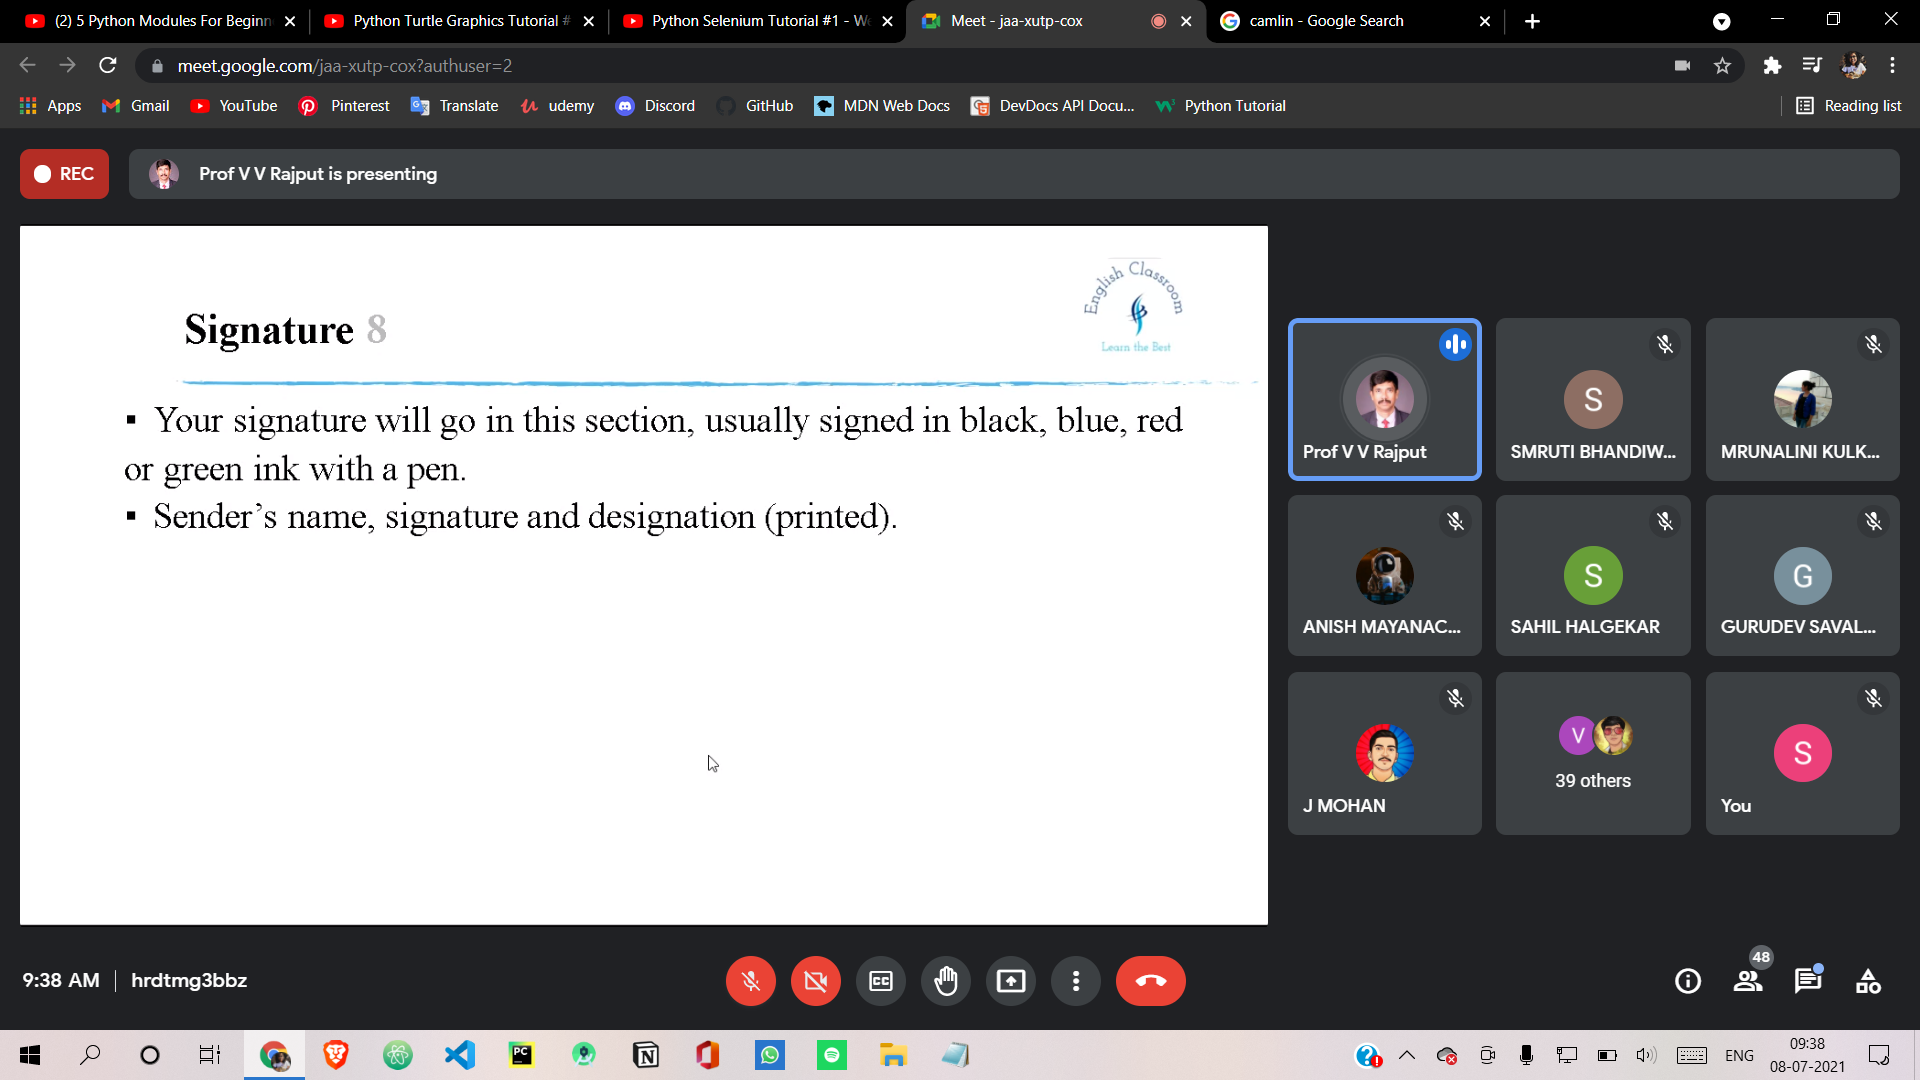 (2) 5 Python Modules For Beginn
Python Turtle Graphics Tutorial #
Python Selenium Tutorial #1 - We
Meet - jaa-xutp-cox
camlin - Google Search
meet.google.com/jaa-xutp-cox?authuser=2
Apps
Gmail
YouTube
Pinterest
Translate
udemy
Discord
GitHub
MDN Web Docs
DevDocs API Docu...
Python Tutorial
Reading list
REC
Prof V V Rajput is presenting
English Classroom
Learn the Best
Signature 8
▪ Your signature will go in this section, usually signed in black, blue, red
or green ink with a pen.
▪ Sender’s name, signature and designation (printed).
Prof V V Rajput
S
SMRUTI BHANDIW...
MRUNALINI KULK...
ANISH MAYANAC...
S
SAHIL HALGEKAR
G
GURUDEV SAVAL...
J MOHAN
V
39 others
S
You
9:38 AM
hrdtmg3bbz
CC
48
PC
ENG
09:38
08-07-2021